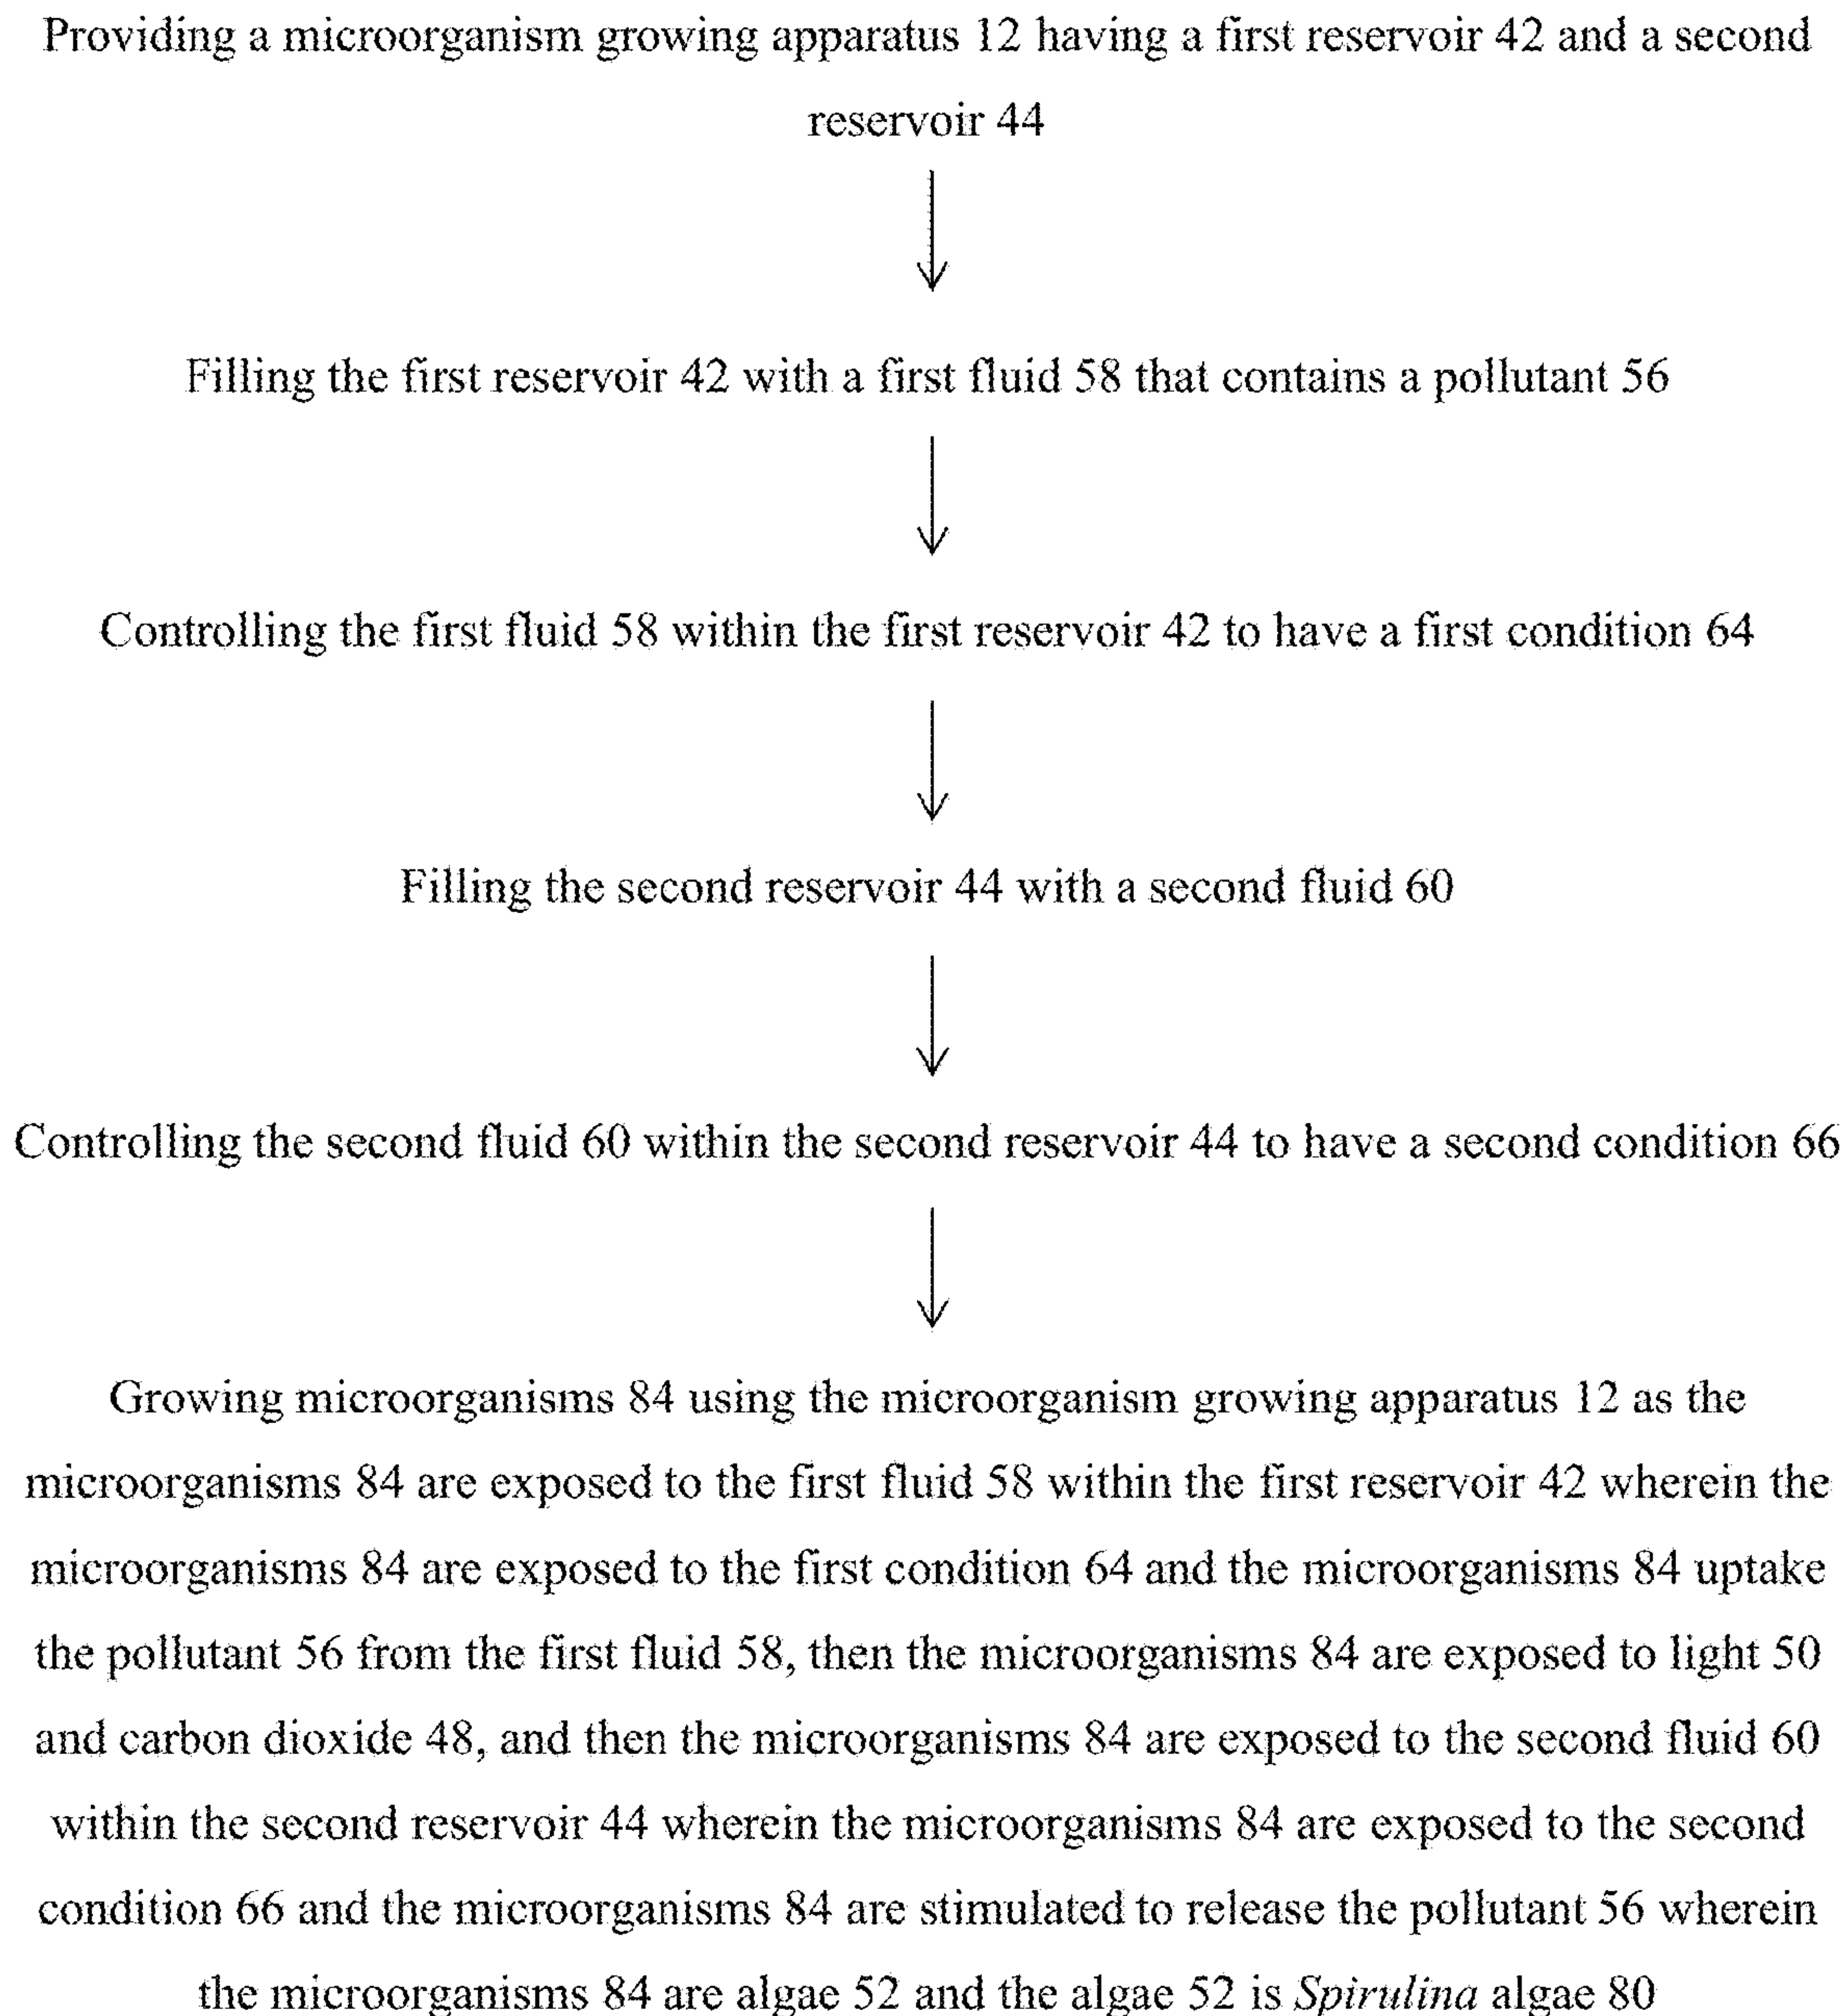 Providing a microorganism growing apparatus 12 having a first reservoir 42 and a second
reservoir 44
Filling the first reservoir 42 with a first fluid 58 that contains a pollutant 56
Controlling the first fluid 58 within the first reservoir 42 to have a first condition 64
Filling the second reservoir 44 with a second fluid 60
Controlling the second fluid 60 within the second reservoir 44 to have a second condition 66
Growing microorganisms 84 using the microorganism growing apparatus 12 as the
microorganisms 84 are exposed to the first fluid 58 within the first reservoir 42 wherein the
microorganisms 84 are exposed to the first condition 64 and the microorganisms 84 uptake
the pollutant 56 from the first fluid 58, then the microorganisms 84 are exposed to light 50
and carbon dioxide 48, and then the microorganisms 84 are exposed to the second fluid 60
within the second reservoir 44 wherein the microorganisms 84 are exposed to the second
condition 66 and the microorganisms 84 are stimulated to release the pollutant 56 wherein
the microorganisms 84 are algae 52 and the algae 52 is Spirulina algae 80